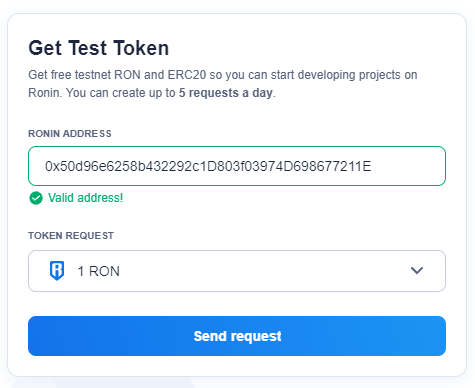 Get Test Token
Get free testnet RON and ERC20 so you can start developing projects on
Ronin. You can create up to 5 requests a day.
RONIN ADDRESS
0x50d96e6258b432292c1D803f03974D698677211E
Valid address!
TOKEN REQUEST
1 RON
Send request